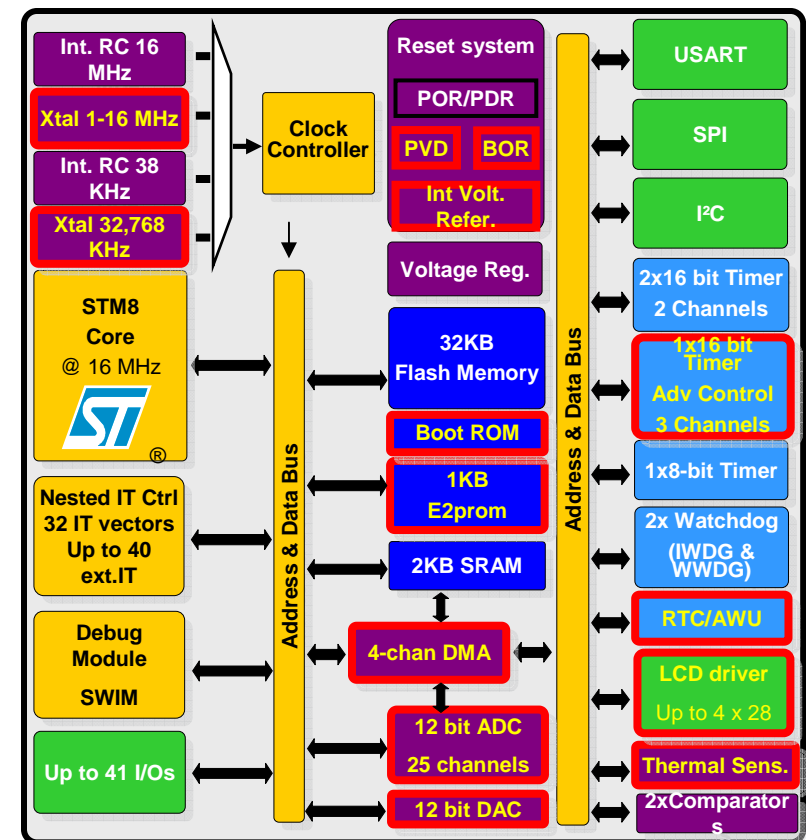 Int. RC 16
MHz
Xtal 1-16 MHz
Int. RC 38
KHz
Xtal 32,768
KHz
Clock
Controller
STM8
Core
@ 16 MHz
ST
®
Nested IT Ctrl
32 IT vectors
Up to 40
ext.IT
Debug
Module
SWIM
Up to 41 I/Os
Address & Data Bus
Reset system
POR/PDR
PVD
BOR
Int Volt.
Refer.
Voltage Reg.
32KB
Flash Memory
Boot ROM
1KB
E2prom
2KB SRAM
4-chan DMA
12 bit ADC
25 channels
12 bit DAC
Address & Data Bus
USART
SPI
I²C
2x16 bit Timer
2 Channels
1x16 bit
Timer
Adv Control
3 Channels
1x8-bit Timer
2x Watchdog
(IWDG &
WWDG)
RTC/AWU
LCD driver
Up to 4 x 28
Thermal Sens.
2xComparator
s